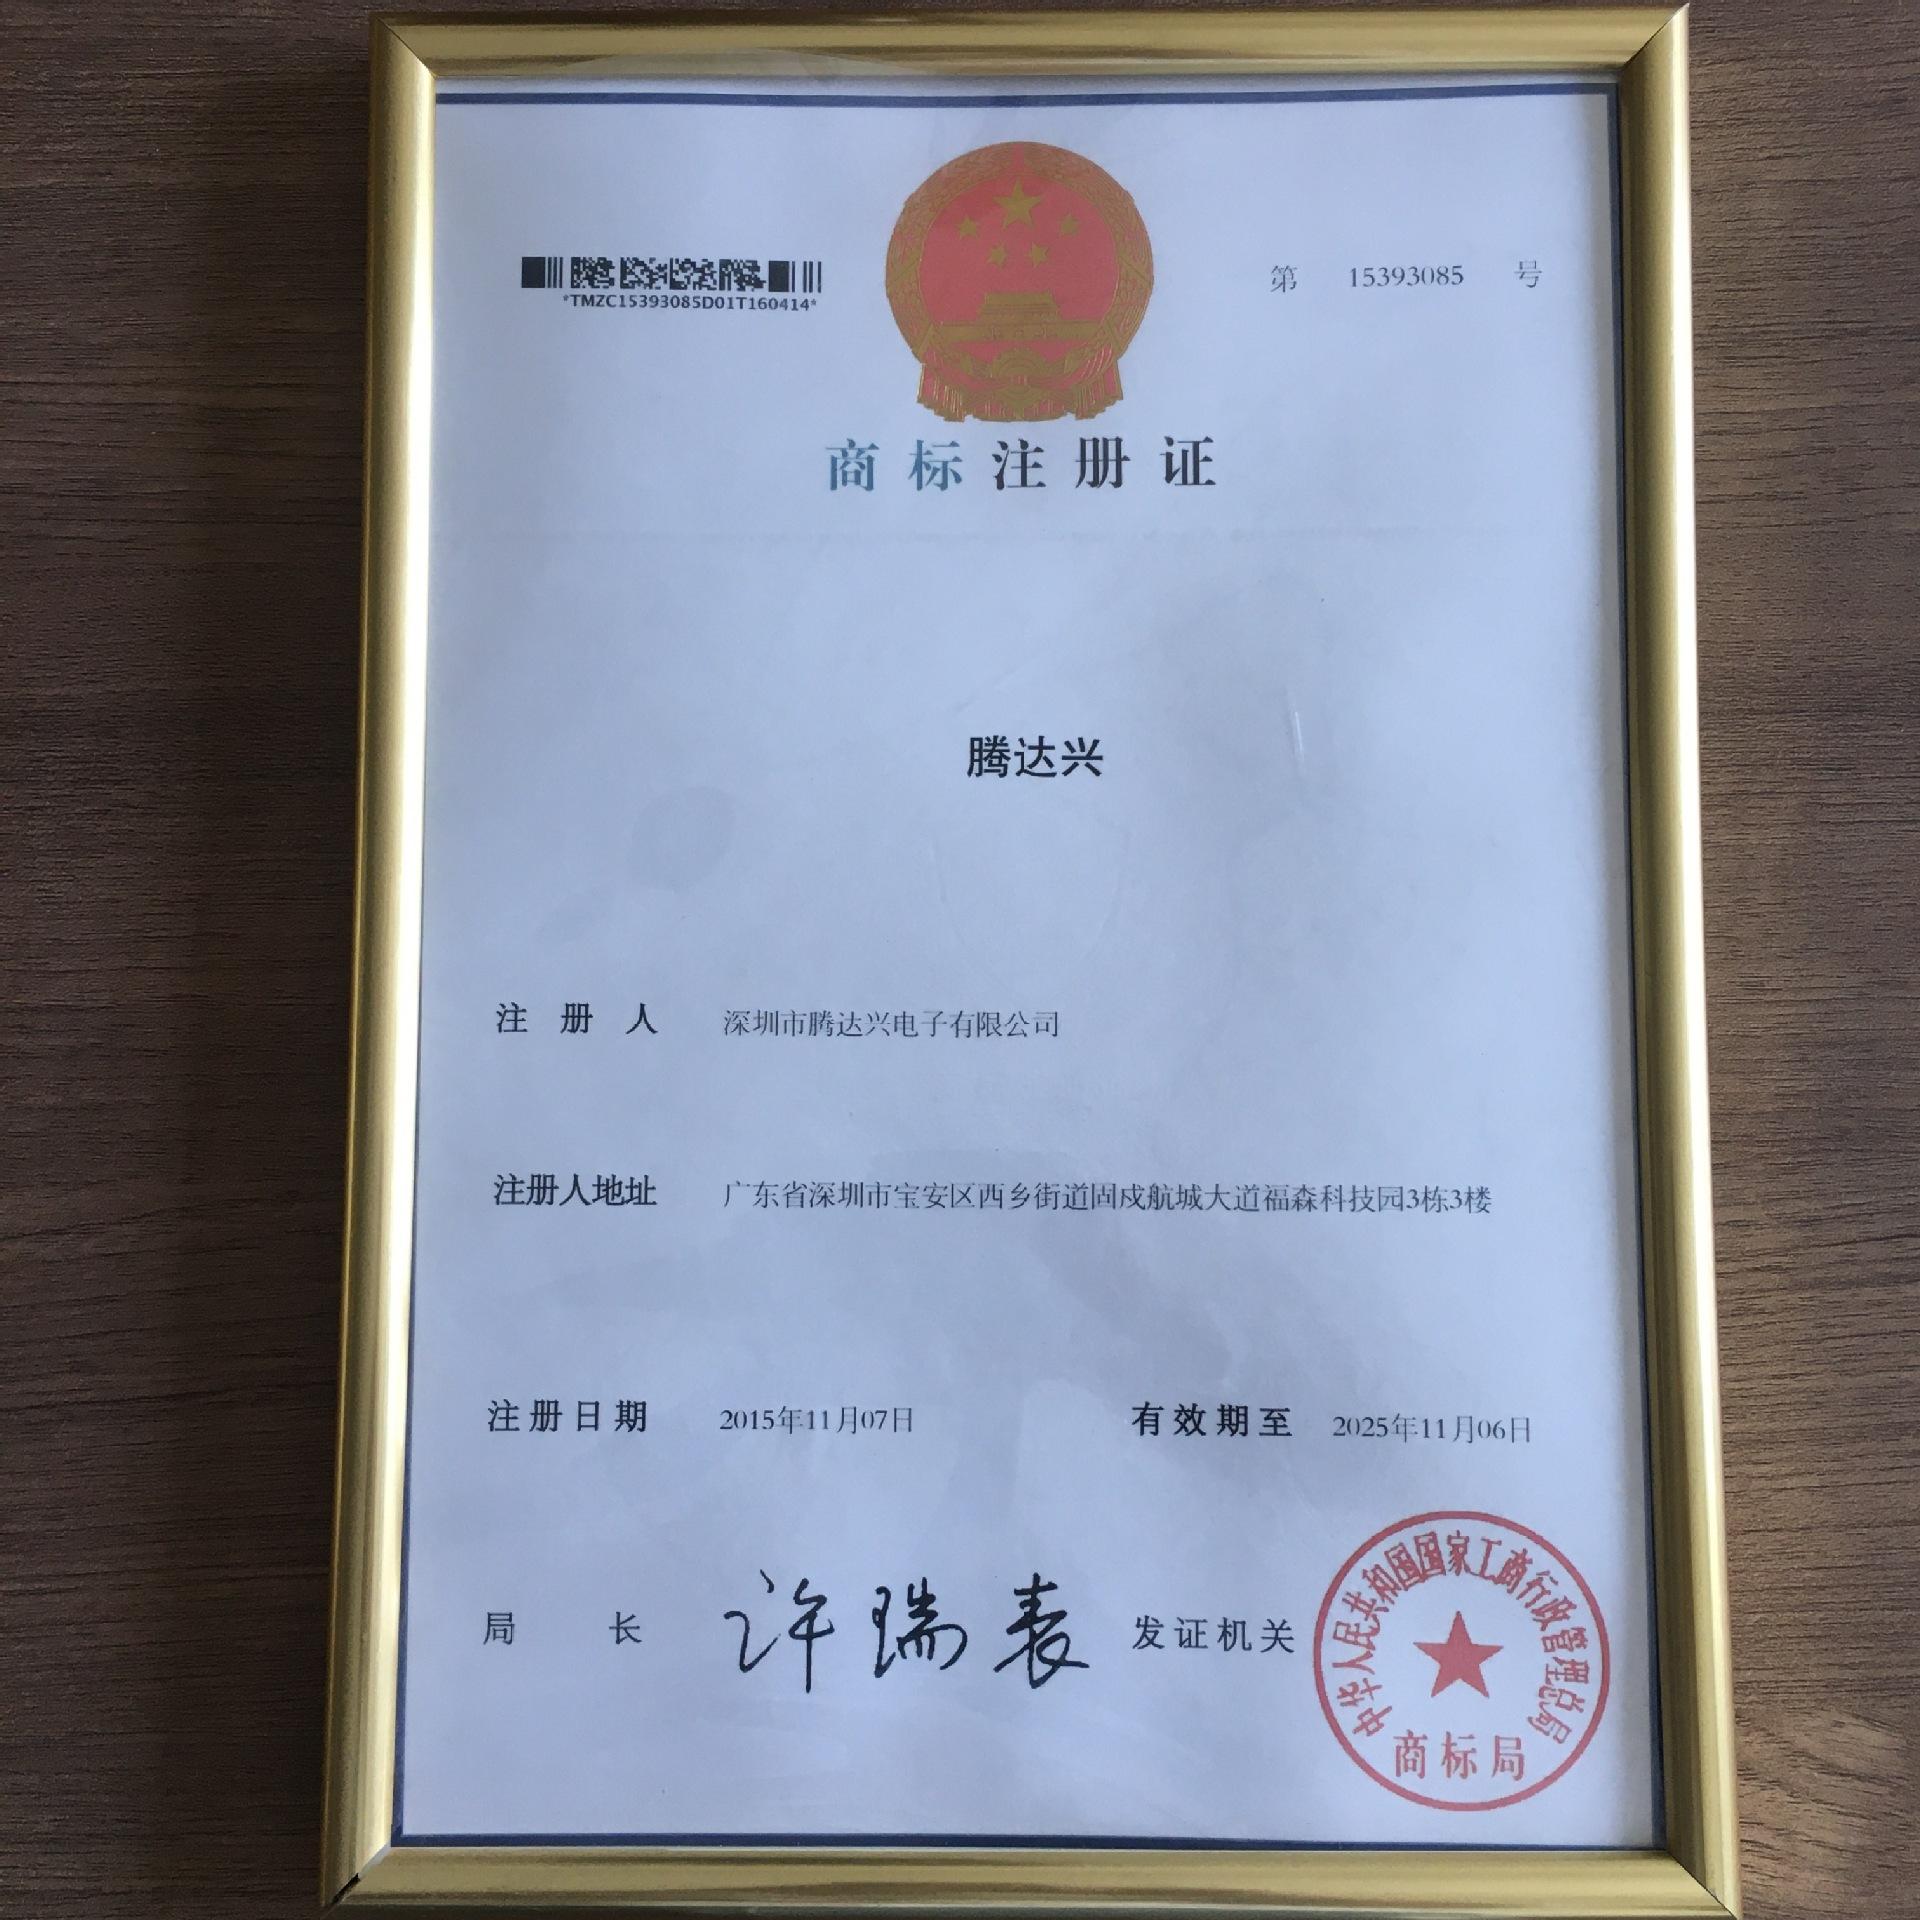 *TMZC15393085D01T160414*
第 15393085 号
商标注册证
腾达兴
注册人 深圳市腾达兴电子有限公司
注册人地址 广东省深圳市宝安区西乡街道固戍航城大道福森科技园3栋3楼
注册日期 2015年11月07日 有效期至 2025年11月06日
局长 许瑞表 发证机关
中华人民共和国国家工商行政管理总局
商标局